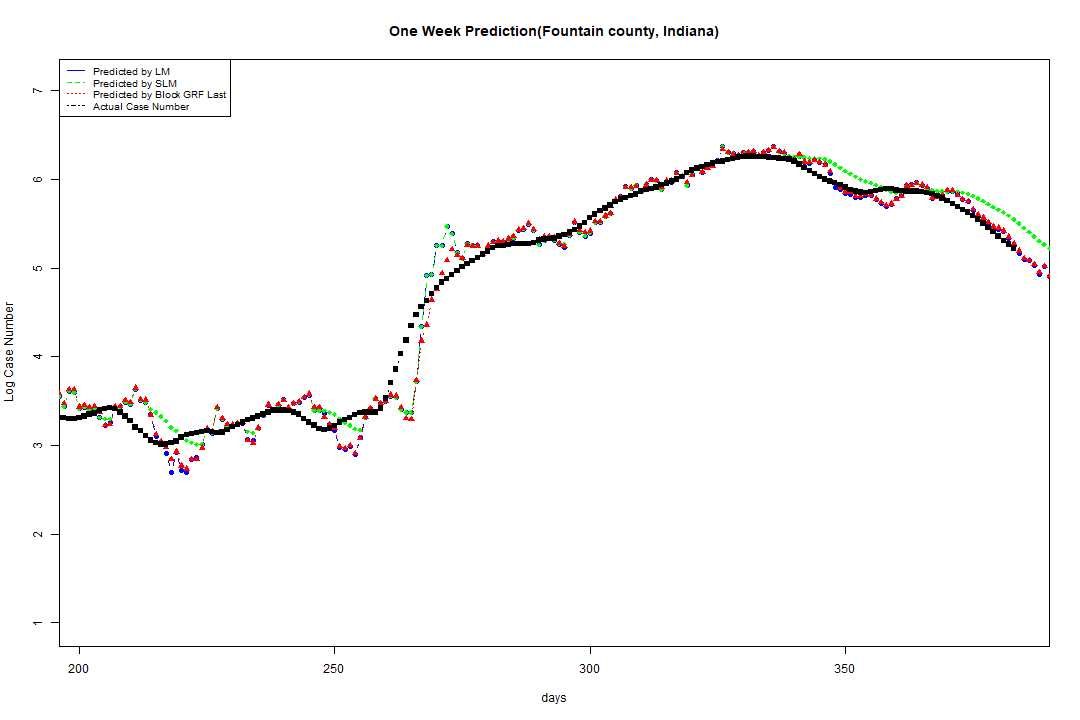 One Week Prediction(Fountain county, Indiana)
Predicted by LM
Predicted by SLM
Predicted by Block GRF Last
Actual Case Number
7
6
5
4
3
2
1
Log Case Number
200 250 300 350
days